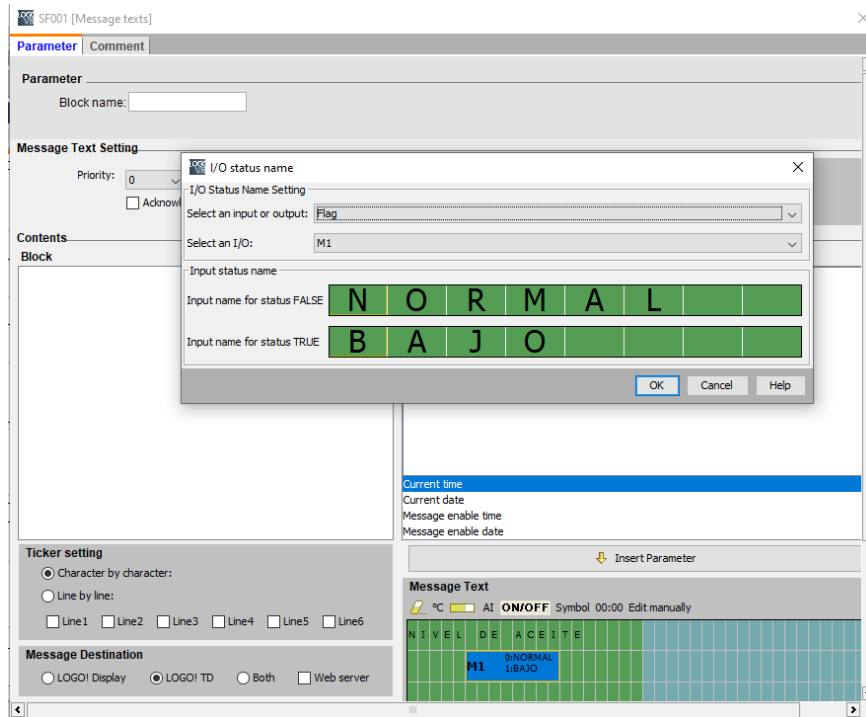 SF001 [Message texts]
Parameter Comment
Parameter
Block name:
Message Text Setting
Priority: 0
Acknowl
I/O status name
I/O Status Name Setting
Select an input or output: Flag
Select an I/O: M1
Input status name
Input name for status FALSE NORMAL
Input name for status TRUE BAJO
OK Cancel Help
Contents
Block
Current time
Current date
Message enable time
Message enable date
Insert Parameter
Ticker setting
Character by character:
Line by line:
Line1 Line2 Line3 Line4 Line5 Line6
Message Destination
LOGO! Display LOGO! TD Both Web server
Message Text
°C AI ON/OFF Symbol 00:00 Edit manually
NIVEL DE ACEITE
M1 0:NORMAL
1:BAJO